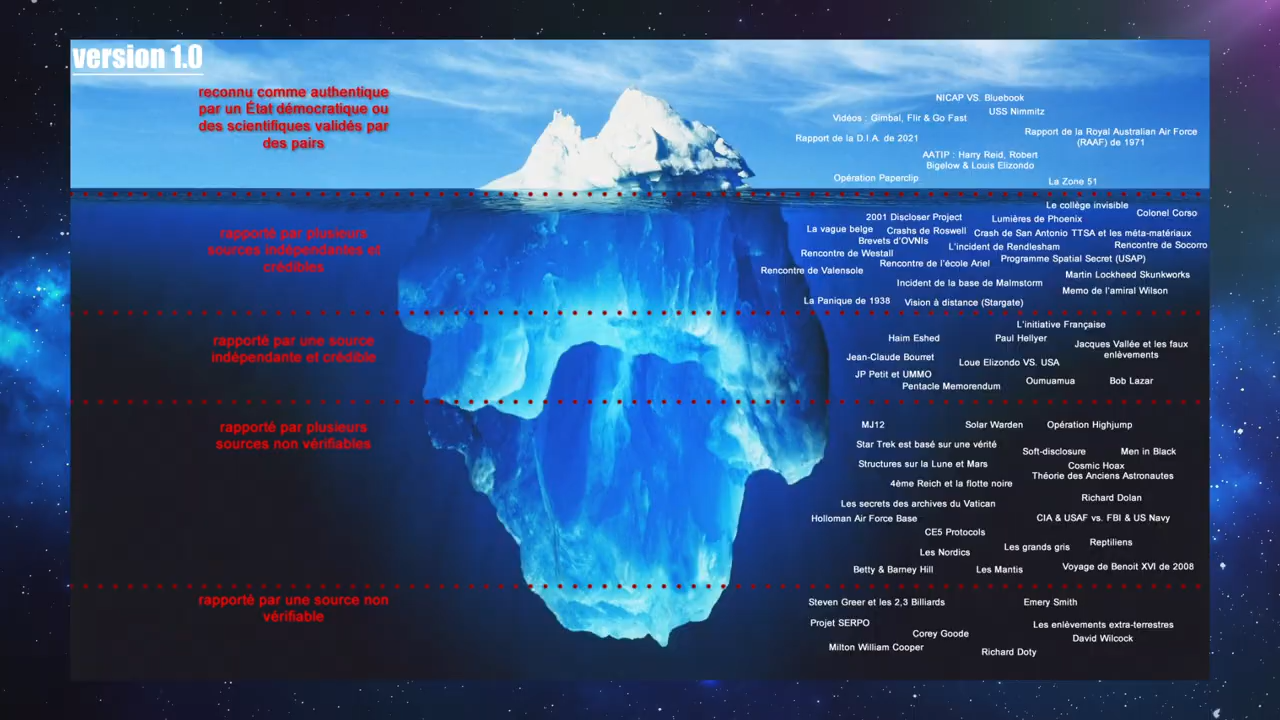 version 1.0
reconnu comme authentique
par un État démocratique ou
des scientifiques validés par
des pairs
NICAP VS. Bluebook
USS Nimmitz
Vidéos : Gimbal, Flir & Go Fast
Rapport de la D.I.A. de 2021
Rapport de la Royal Australian Air Force
(RAAF) de 1971
AATIP : Harry Reid, Robert
Bigelow & Louis Elizondo
Opération Paperclip
La Zone 51
rapporté par plusieurs
sources indépendantes et
crédibles
Le collège invisible
Colonel Corso
2001 Discloser Project
Lumières de Phoenix
La vague belge
Crashs de Roswell
Crash de San Antonio
TTSA et les méta-matériaux
Brevets d'OVNIs
L'incident de Rendlesham
Rencontre de Socorro
Rencontre de Westall
Programme Spatial Secret (USAP)
Rencontre de l'école Ariel
Rencontre de Valensole
Martin Lockheed Skunkworks
Incident de la base de Malmstorm
Memo de l'amiral Wilson
La Panique de 1938
Vision à distance (Stargate)
rapporté par une source
indépendante et crédible
L'initiative Française
Haim Eshed
Paul Hellyer
Jacques Vallée et les faux
enlèvements
Jean-Claude Bourret
Loue Elizondo VS. USA
JP Petit et UMMO
Pentacle Memorendum
Oumuamua
Bob Lazar
rapporté par plusieurs
sources non vérifiables
MJ12
Solar Warden
Opération Highjump
Star Trek est basé sur une vérité
Soft-disclosure
Men in Black
Structures sur la Lune et Mars
Cosmic Hoax
Théorie des Anciens Astronautes
4ème Reich et la flotte noire
Richard Dolan
Les secrets des archives du Vatican
Holloman Air Force Base
CIA & USAF vs. FBI & US Navy
CE5 Protocols
Les Nordics
Les grands gris
Reptiliens
Betty & Barney Hill
Les Mantis
Voyage de Benoit XVI de 2008
rapporté par une source non
vérifiable
Steven Greer et les 2,3 Billiards
Emery Smith
Projet SERPO
Les enlèvements extra-terrestres
Corey Goode
David Wilcock
Milton William Cooper
Richard Doty